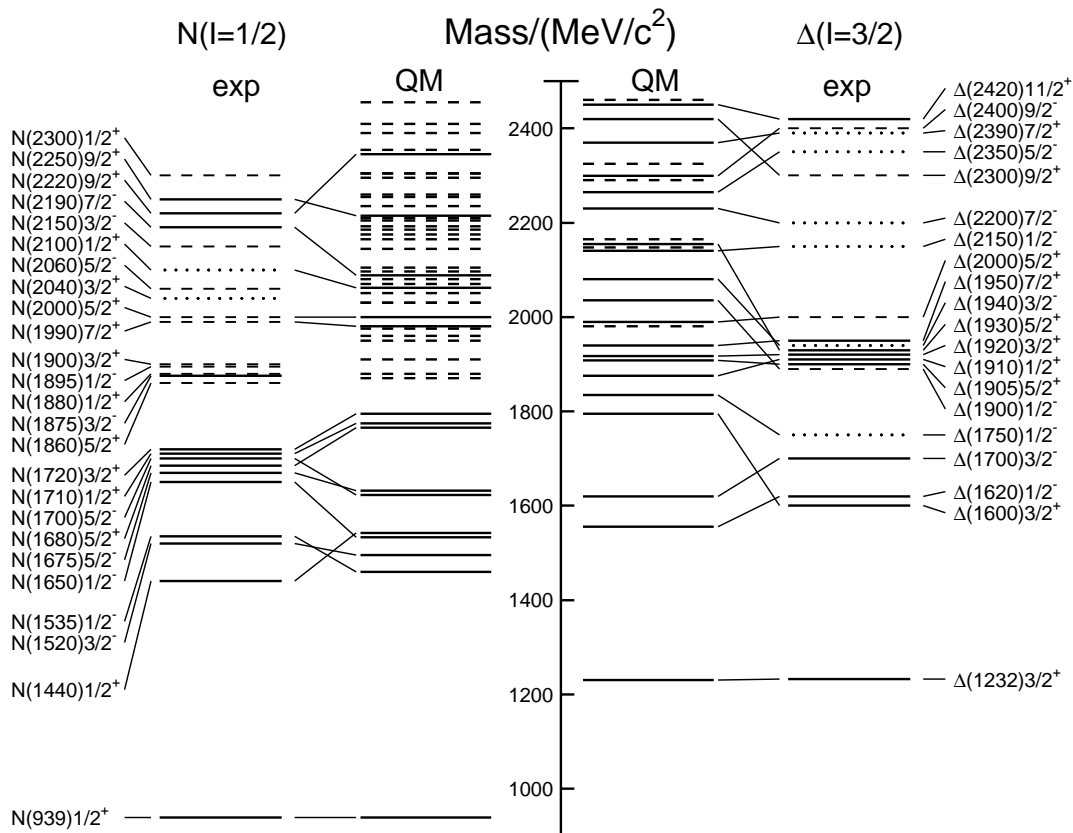 N(I=1/2)
Mass/(MeV/c²)
Δ(I=3/2)
exp
QM
QM
exp
N(2300)1/2⁺
N(2250)9/2⁻
N(2220)9/2⁺
N(2190)7/2⁻
N(2150)3/2⁻
N(2100)1/2⁺
N(2060)5/2⁻
N(2040)3/2⁺
N(2000)5/2⁺
N(1990)7/2⁺
N(1900)3/2⁺
N(1895)1/2⁻
N(1880)1/2⁺
N(1875)3/2⁻
N(1860)5/2⁺
N(1720)3/2⁺
N(1710)1/2⁺
N(1700)5/2⁻
N(1680)5/2⁺
N(1675)5/2⁻
N(1650)1/2⁻
N(1535)1/2⁻
N(1520)3/2⁻
N(1440)1/2⁺
N(939)1/2⁺
2400
2200
2000
1800
1600
1400
1200
1000
Δ(2420)11/2⁺
Δ(2400)9/2⁻
Δ(2390)7/2⁺
Δ(2350)5/2⁻
Δ(2300)9/2⁺
Δ(2200)7/2⁻
Δ(2150)1/2⁻
Δ(2000)5/2⁺
Δ(1950)7/2⁺
Δ(1940)3/2⁻
Δ(1930)5/2⁺
Δ(1920)3/2⁺
Δ(1910)1/2⁺
Δ(1905)5/2⁺
Δ(1900)1/2⁻
Δ(1750)1/2⁻
Δ(1700)3/2⁻
Δ(1620)1/2⁻
Δ(1600)3/2⁺
Δ(1232)3/2⁺